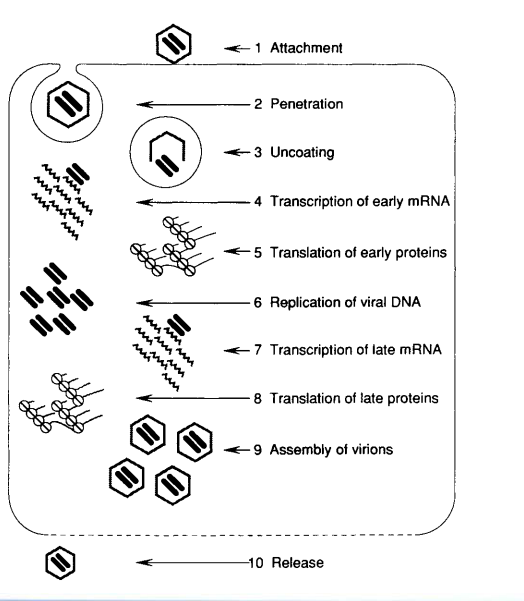 1 Attachment
2 Penetration
3 Uncoating
4 Transcription of early mRNA
5 Translation of early proteins
6 Replication of viral DNA
7 Transcription of late mRNA
8 Translation of late proteins
9 Assembly of virions
10 Release